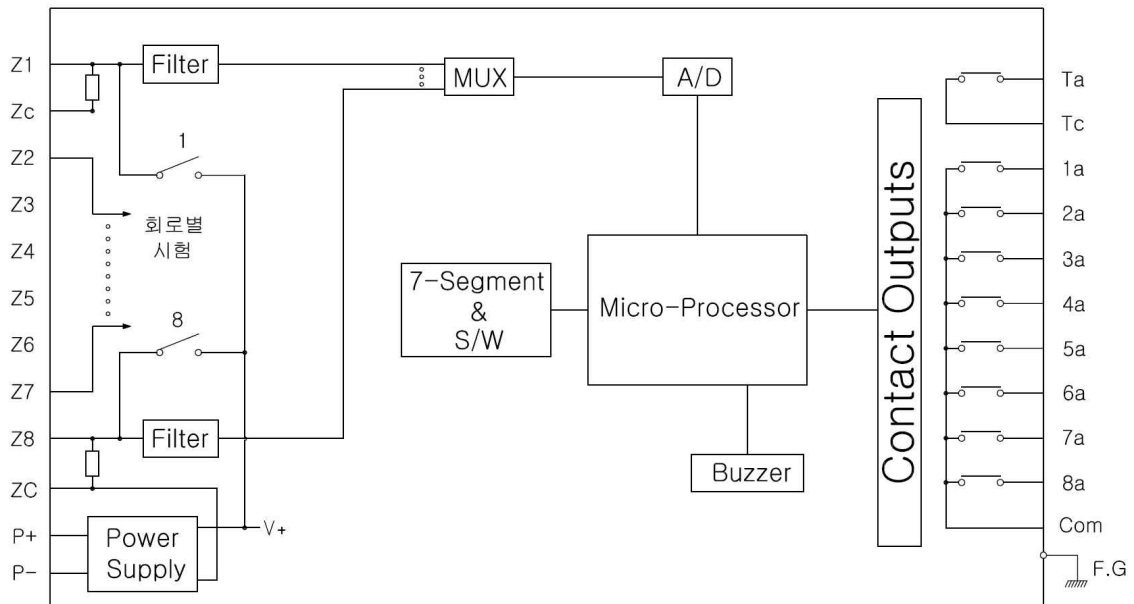 Z1
Zc
Z2
Z3
Z4
Z5
Z6
Z7
Z8
ZC
P+
P-
Filter
1
회로별
시험
8
Filter
Power
Supply
V+
MUX
A/D
7-Segment
&
S/W
Micro-Processor
Buzzer
Contact Outputs
Ta
Tc
1a
2a
3a
4a
5a
6a
7a
8a
Com
F.G